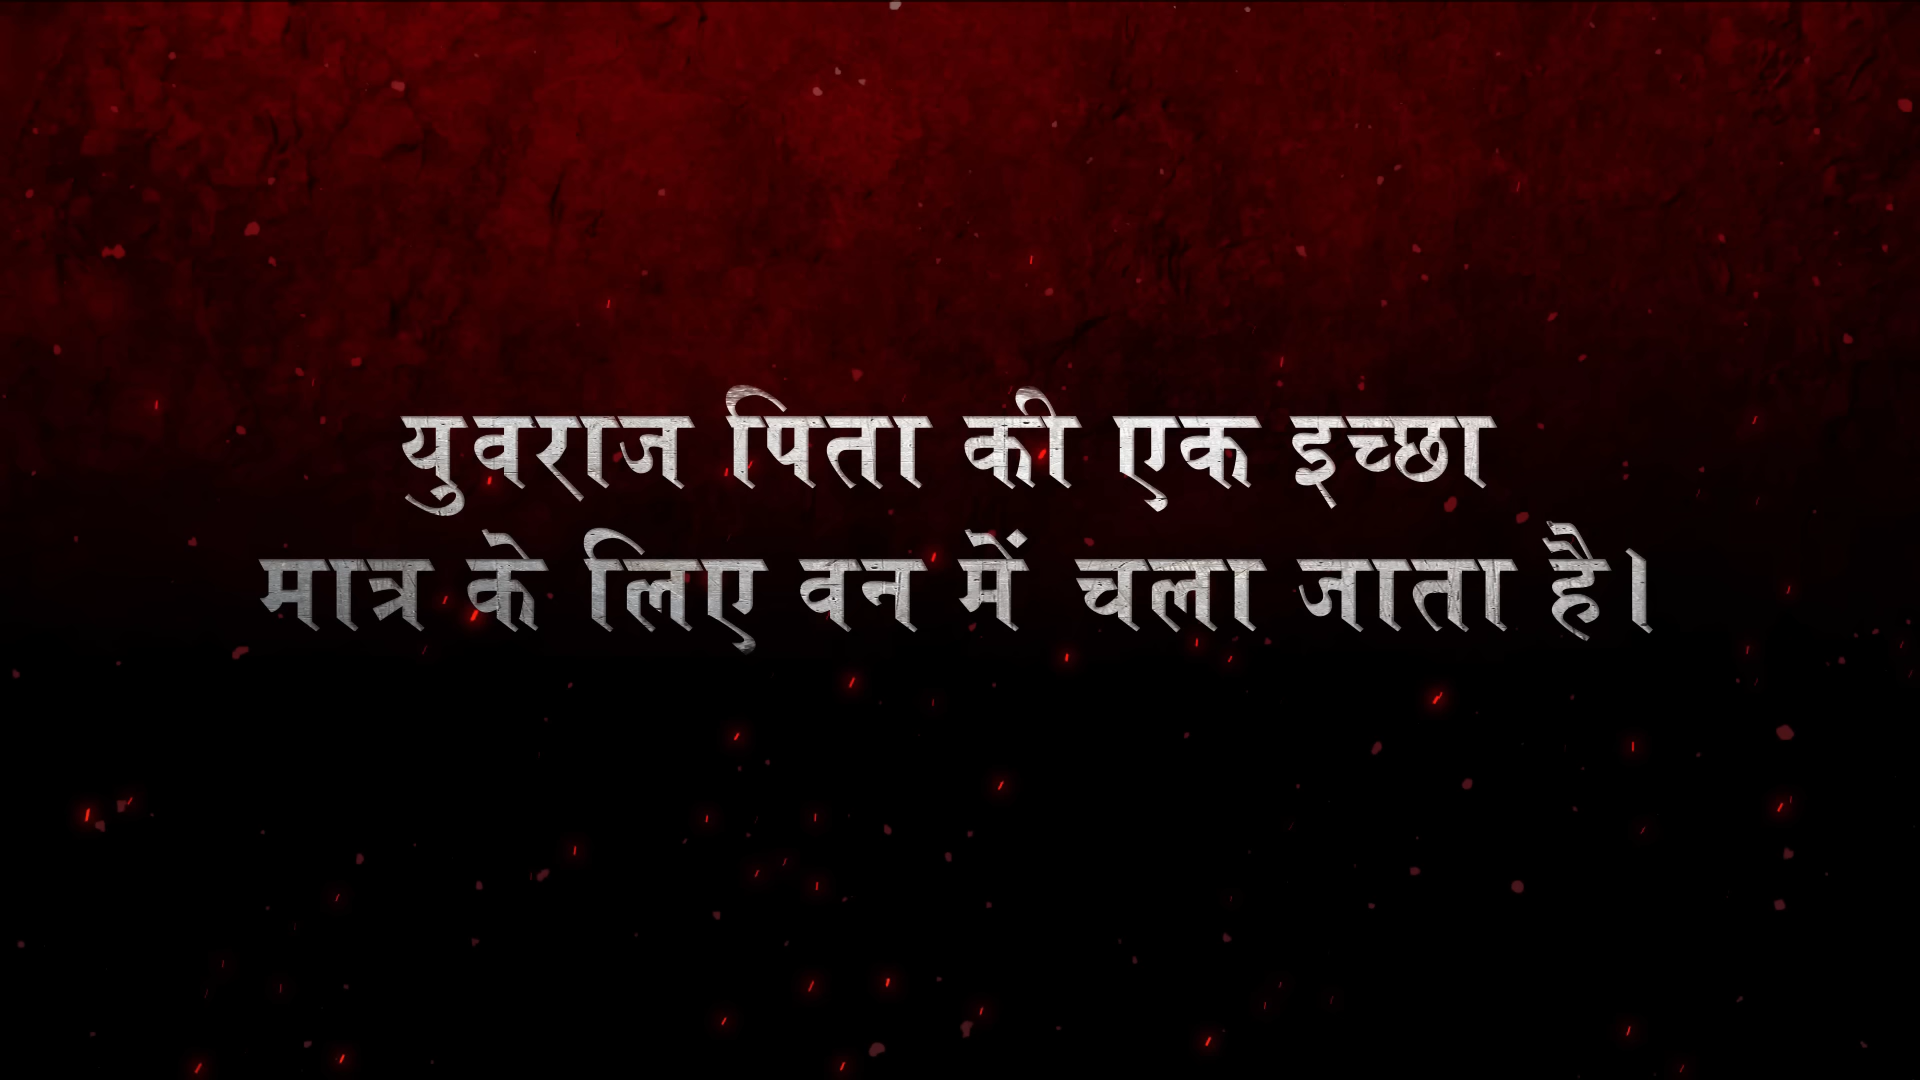 युवराज पिता की एक इच्छा
मात्र के लिए वन में चला जाता है।